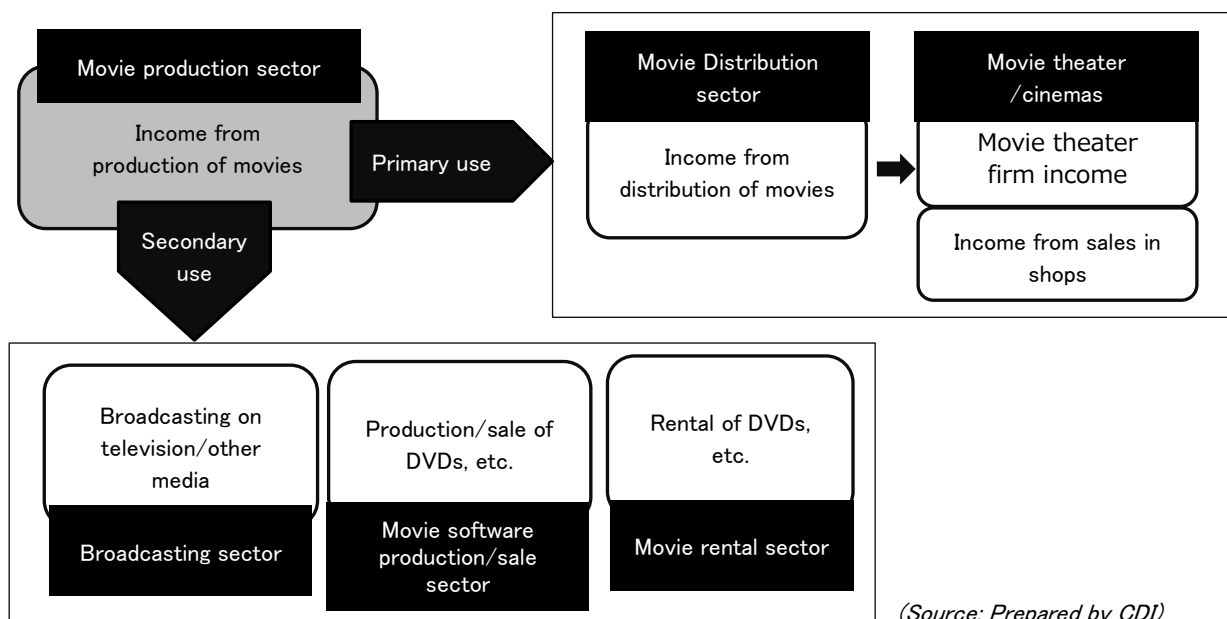 Movie production sector
Income from
production of movies
Primary use
Secondary
use
Movie Distribution
sector
Income from
distribution of movies
Movie theater
/cinemas
Movie theater
firm income
Income from sales in
shops
Broadcasting on
television/other
media
Broadcasting sector
Production/sale of
DVDs, etc.
Movie software
production/sale
sector
Rental of DVDs,
etc.
Movie rental sector
(Source: Prepared by CDI)